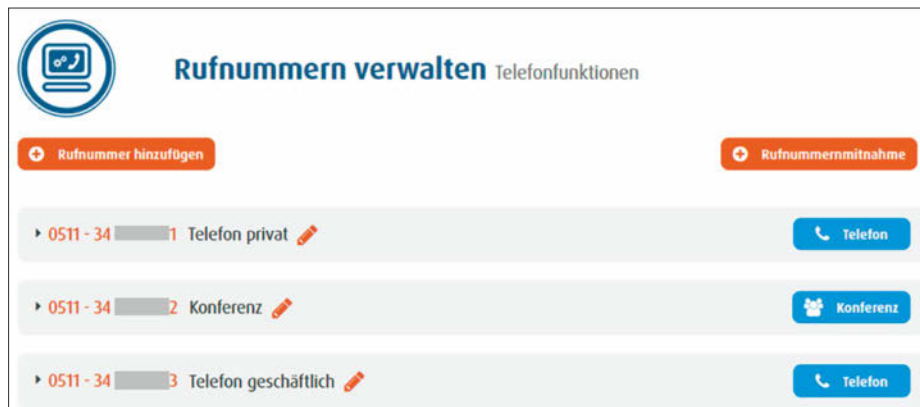 Rufnummern verwalten Telefonfunktionen
Rufnummer hinzufügen
Rufnummernmitnahme
0511 - 34 1 Telefon privat
Telefon
0511 - 34 2 Konferenz
Konferenz
0511 - 34 3 Telefon geschäftlich
Telefon